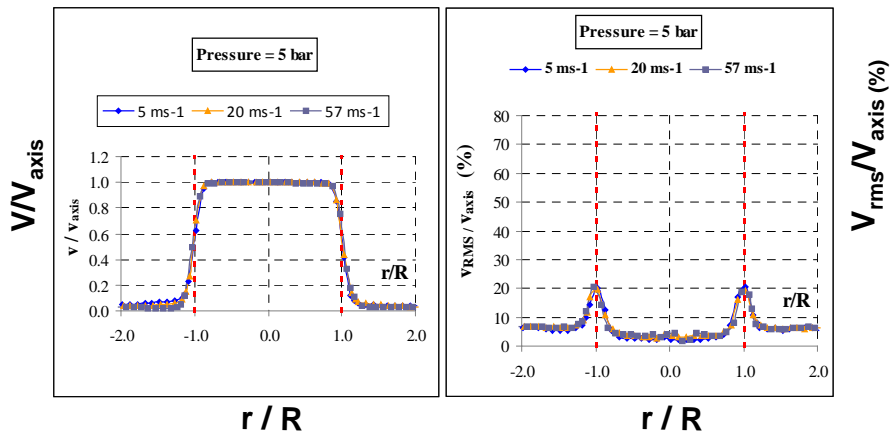 Pressure = 5 bar
5 ms-1 20 ms-1 57 ms-1
V/Vaxis
v / vaxis
1.2
1.0
0.8
0.6
0.4
0.2
0.0
r/R
-2.0 -1.0 0.0 1.0 2.0
r / R
Pressure = 5 bar
5 ms-1 20 ms-1 57 ms-1
vRMS / vaxis (%)
80
70
60
50
40
30
20
10
0
r/R
-2.0 -1.0 0.0 1.0 2.0
r / R
Vrms/Vaxis (%)